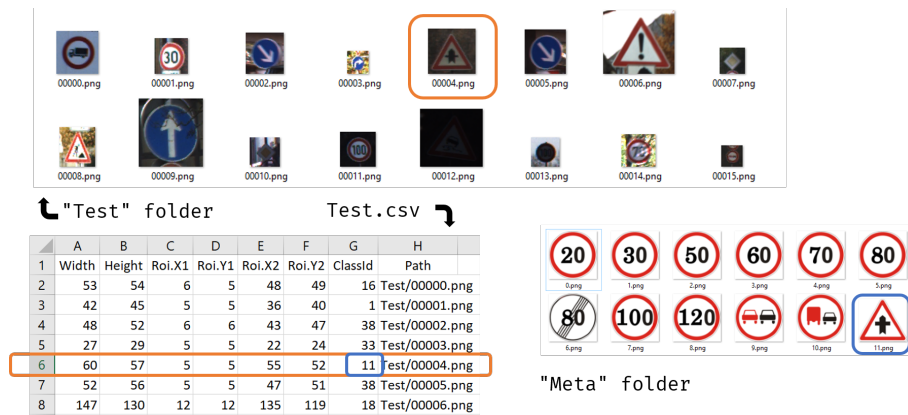 30
00000.png 00001.png 00002.png 00003.png 00004.png 00005.png 00006.png 00007.png
100
70
00008.png 00009.png 00010.png 00011.png 00012.png 00013.png 00014.png 00015.png
"Test" folder
Test.csv
A B C D E F G H
1 Width Height Roi.X1 Roi.Y1 Roi.X2 Roi.Y2 ClassId Path
2 53 54 6 5 48 49 16 Test/00000.png
3 42 45 5 5 36 40 1 Test/00001.png
4 48 52 6 6 43 47 38 Test/00002.png
5 27 29 5 5 22 24 33 Test/00003.png
6 60 57 5 5 55 52 11 Test/00004.png
7 52 56 5 5 47 51 38 Test/00005.png
8 147 130 12 12 135 119 18 Test/00006.png
20 30 50 60 70 80
0.png 1.png 2.png 3.png 4.png 5.png
80 100 120
6.png 7.png 8.png 9.png 10.png 11.png
"Meta" folder